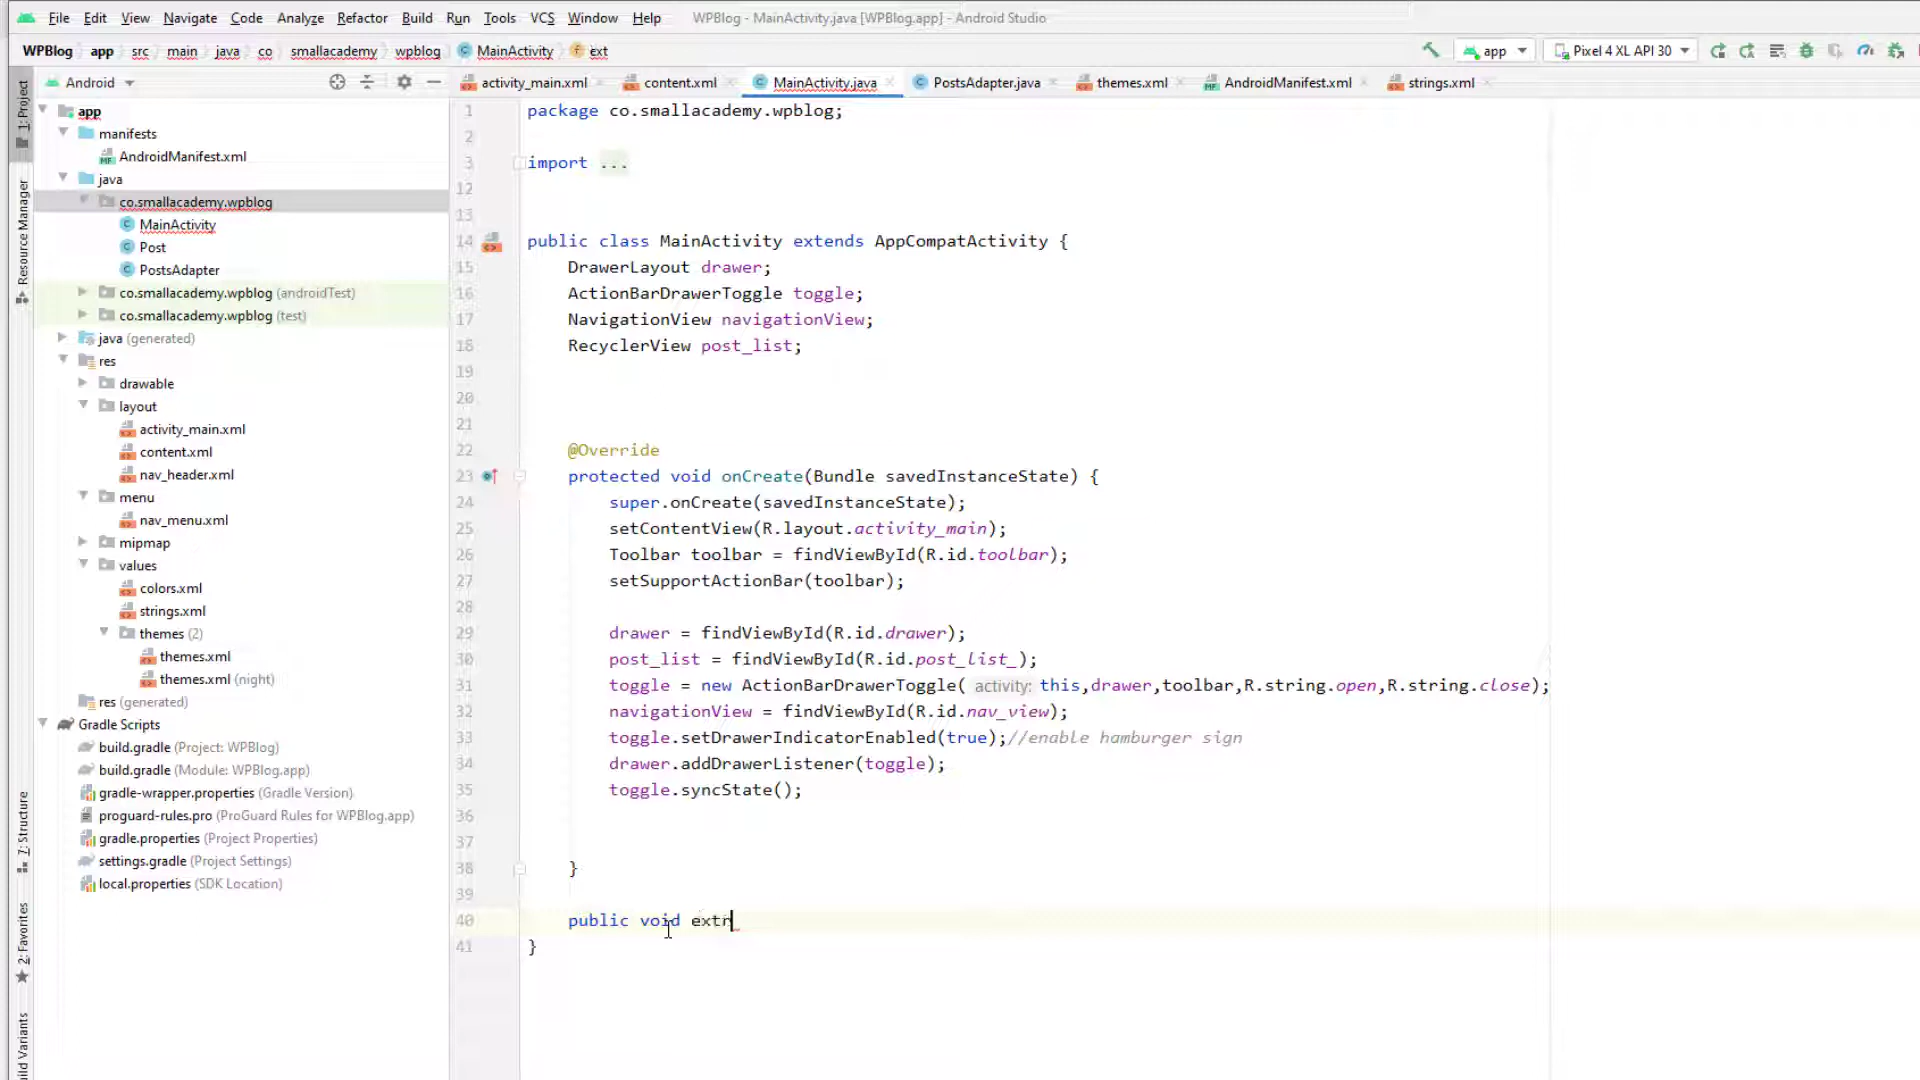 File Edit View Navigate Code Analyze Refactor Build Run Tools VCS Window Help WPBlog - MainActivity.java [WPBlog.app] - Android Studio
WPBlog app src main java co smallacademy wpblog MainActivity ext app Pixel 4 XL API 30
Android activity_main.xml content.xml MainActivity.java PostsAdapter.java themes.xml AndroidManifest.xml strings.xml
1: Project
Resource Manager
7: Structure
2: Favorites
ild Variants
app
manifests
AndroidManifest.xml
java
co.smallacademy.wpblog
MainActivity
Post
PostsAdapter
co.smallacademy.wpblog (androidTest)
co.smallacademy.wpblog (test)
java (generated)
res
drawable
layout
activity_main.xml
content.xml
nav_header.xml
menu
nav_menu.xml
mipmap
values
colors.xml
strings.xml
themes (2)
themes.xml
themes.xml (night)
res (generated)
Gradle Scripts
build.gradle (Project: WPBlog)
build.gradle (Module: WPBlog.app)
gradle-wrapper.properties (Gradle Version)
proguard-rules.pro (ProGuard Rules for WPBlog.app)
gradle.properties (Project Properties)
settings.gradle (Project Settings)
local.properties (SDK Location)
1 package co.smallacademy.wpblog;
2
3 import ...
12
13
14 public class MainActivity extends AppCompatActivity {
15 DrawerLayout drawer;
16 ActionBarDrawerToggle toggle;
17 NavigationView navigationView;
18 RecyclerView post_list;
19
20
21
22 @Override
23 protected void onCreate(Bundle savedInstanceState) {
24 super.onCreate(savedInstanceState);
25 setContentView(R.layout.activity_main);
26 Toolbar toolbar = findViewById(R.id.toolbar);
27 setSupportActionBar(toolbar);
28
29 drawer = findViewById(R.id.drawer);
30 post_list = findViewById(R.id.post_list_);
31 toggle = new ActionBarDrawerToggle( activity: this,drawer,toolbar,R.string.open,R.string.close);
32 navigationView = findViewById(R.id.nav_view);
33 toggle.setDrawerIndicatorEnabled(true);//enable hamburger sign
34 drawer.addDrawerListener(toggle);
35 toggle.syncState();
36
37
38 }
39
40 public void extr
41 }